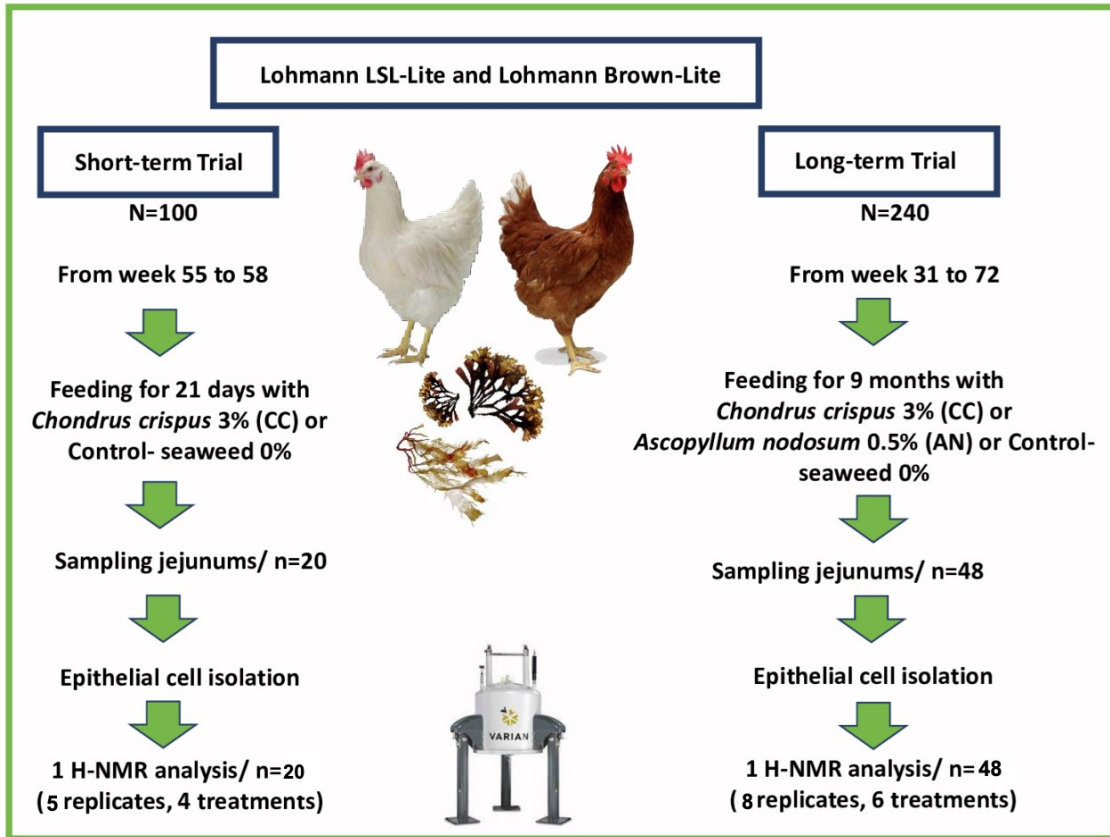 Lohmann LSL-Lite and Lohmann Brown-Lite
Short-term Trial
N=100
From week 55 to 58
Feeding for 21 days with
Chondrus crispus 3% (CC) or
Control- seaweed 0%
Sampling jejunums/ n=20
Epithelial cell isolation
1 H-NMR analysis/ n=20
(5 replicates, 4 treatments)
Long-term Trial
N=240
From week 31 to 72
Feeding for 9 months with
Chondrus crispus 3% (CC) or
Ascopyllum nodosum 0.5% (AN) or Control-
seaweed 0%
Sampling jejunums/ n=48
Epithelial cell isolation
1 H-NMR analysis/ n=48
(8 replicates, 6 treatments)
VARIAN